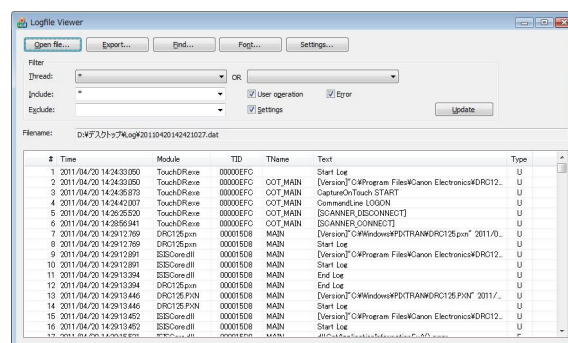 Logfile Viewer
Open file... Export... Find... Font... Settings...
Filter
Thread: * OR
Include: * User operation Error
Exclude: Settings Update
Filename: D:¥デスクトップ¥Log¥20110420142421027.dat
# Time Module TID TName Text Type
1 2011/04/20 14:24:33.050 TouchDR.exe 00000EFC Start Log U
2 2011/04/20 14:24:33.050 TouchDR.exe 00000EFC COT_MAIN [Version]"C:¥Program Files¥Canon Electronics¥DRC12... U
3 2011/04/20 14:24:35.873 TouchDR.exe 00000EFC COT_MAIN CaptureOnTouch START U
4 2011/04/20 14:24:42.007 TouchDR.exe 00000EFC COT_MAIN CommandLine LOGON U
5 2011/04/20 14:26:25.520 TouchDR.exe 00000EFC COT_MAIN [SCANNER_DISCONNECT] U
6 2011/04/20 14:28:56.941 TouchDR.exe 00000EFC COT_MAIN [SCANNER_CONNECT] U
7 2011/04/20 14:29:12.769 DRC125.pxn 000015D8 MAIN [Version]"C:¥Windows¥PIXTRAN¥DRC125.pxn" 2011/0... U
8 2011/04/20 14:29:12.769 DRC125.pxn 000015D8 MAIN Start Log U
9 2011/04/20 14:29:12.891 ISISCore.dll 000015D8 MAIN [Version]"C:¥Program Files¥Canon Electronics¥DRC12... U
10 2011/04/20 14:29:12.891 ISISCore.dll 000015D8 MAIN Start Log U
11 2011/04/20 14:29:13.394 ISISCore.dll 000015D8 MAIN End Log U
12 2011/04/20 14:29:13.394 DRC125.pxn 000015D8 MAIN End Log U
13 2011/04/20 14:29:13.446 DRC125.PXN 000015D8 MAIN [Version]"C:¥Windows¥PIXTRAN¥DRC125.PXN" 2011/... U
14 2011/04/20 14:29:13.446 DRC125.PXN 000015D8 MAIN Start Log U
15 2011/04/20 14:29:13.452 ISISCore.dll 000015D8 MAIN [Version]"C:¥Program Files¥Canon Electronics¥DRC12... U
16 2011/04/20 14:29:13.452 ISISCore.dll 000015D8 MAIN Start Log U